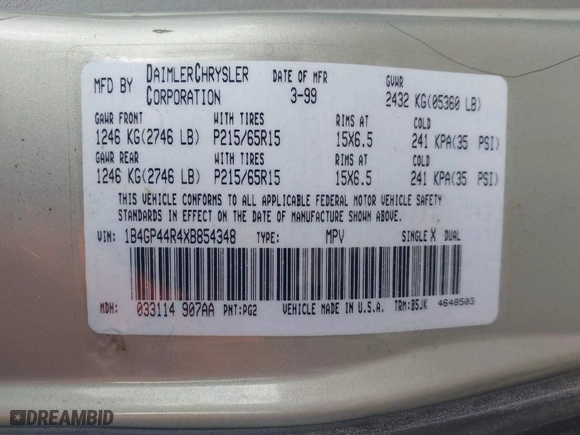 MFD BY DAIMLERCHRYSLER CORPORATION DATE OF MFR 3-99 GVWR 2432 KG(05360 LB)
GAWR FRONT WITH TIRES RIMS AT COLD
1246 KG(2746 LB) P215/65R15 15X6.5 241 KPA(35 PSI)
GAWR REAR WITH TIRES RIMS AT COLD
1246 KG(2746 LB) P215/65R15 15X6.5 241 KPA(35 PSI)
THIS VEHICLE CONFORMS TO ALL APPLICABLE FEDERAL MOTOR VEHICLE SAFETY
STANDARDS IN EFFECT ON THE DATE OF MANUFACTURE SHOWN ABOVE.
VIN: 1B4GP44R4XB854348 TYPE: MPV SINGLE X DUAL
MDH: 033114 907AA PNT:PG2 VEHICLE MADE IN U.S.A. TRM:B5JK 4648503
DREAMBID